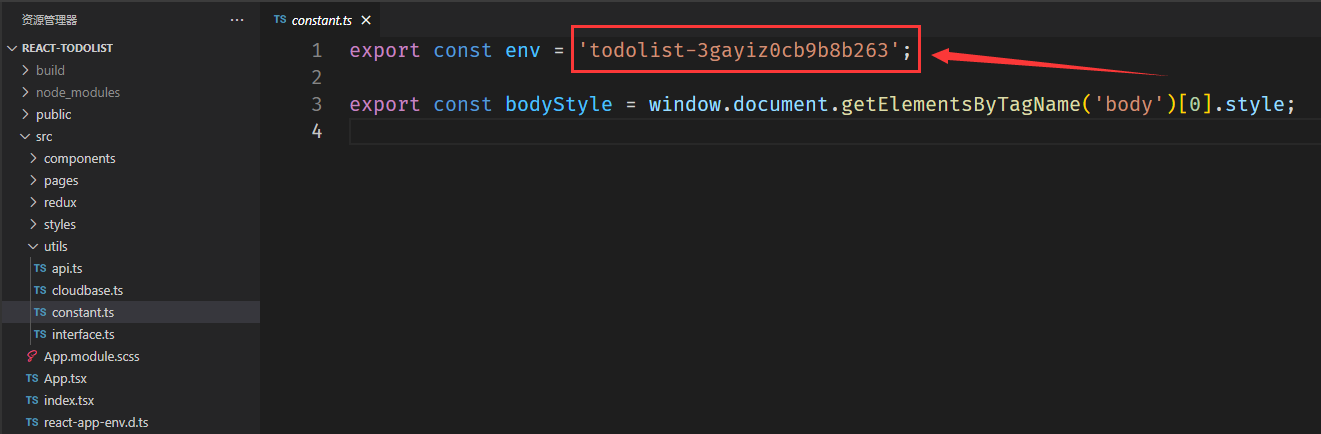 资源管理器 ···
REACT-TODOLIST
build
node_modules
public
src
components
pages
redux
styles
utils
TS api.ts
TS cloudbase.ts
TS constant.ts
TS interface.ts
App.module.scss
TS App.tsx
TS index.tsx
TS react-app-env.d.ts
TS constant.ts
1 export const env = 'todolist-3gayiz0cb9b8b263';
2
3 export const bodyStyle = window.document.getElementsByTagName('body')[0].style;
4